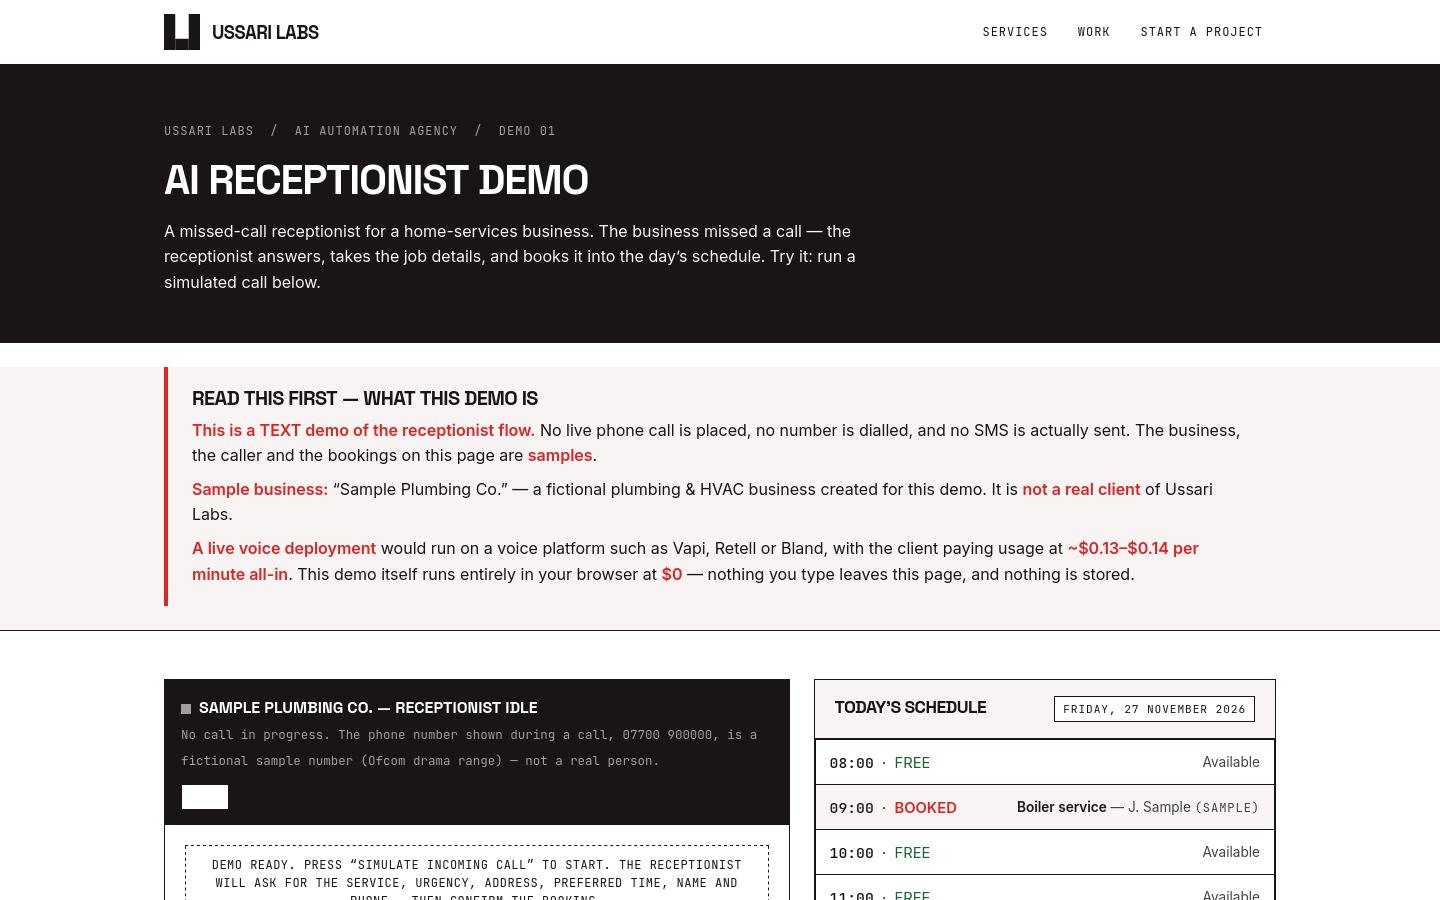 USSARI LABS
SERVICES WORK START A PROJECT
USSARI LABS / AI AUTOMATION AGENCY / DEMO 01
AI RECEPTIONIST DEMO
A missed-call receptionist for a home-services business. The business missed a call — the
receptionist answers, takes the job details, and books it into the day’s schedule. Try it: run a
simulated call below.
READ THIS FIRST — WHAT THIS DEMO IS
This is a TEXT demo of the receptionist flow. No live phone call is placed, no number is dialled, and no SMS is actually sent. The business,
the caller and the bookings on this page are samples.
Sample business: “Sample Plumbing Co.” — a fictional plumbing & HVAC business created for this demo. It is not a real client of Ussari
Labs.
A live voice deployment would run on a voice platform such as Vapi, Retell or Bland, with the client paying usage at ~$0.13–$0.14 per
minute all-in. This demo itself runs entirely in your browser at $0 — nothing you type leaves this page, and nothing is stored.
SAMPLE PLUMBING CO. — RECEPTIONIST IDLE
No call in progress. The phone number shown during a call, 07700 900000, is a
fictional sample number (Ofcom drama range) — not a real person.
DEMO READY. PRESS “SIMULATE INCOMING CALL” TO START. THE RECEPTIONIST
WILL ASK FOR THE SERVICE, URGENCY, ADDRESS, PREFERRED TIME, NAME AND
PHONE, THEN CONFIRM THE BOOKING.
TODAY’S SCHEDULE
FRIDAY, 27 NOVEMBER 2026
08:00 · FREE Available
09:00 · BOOKED Boiler service — J. Sample (SAMPLE)
10:00 · FREE Available
11:00 · FREE Available